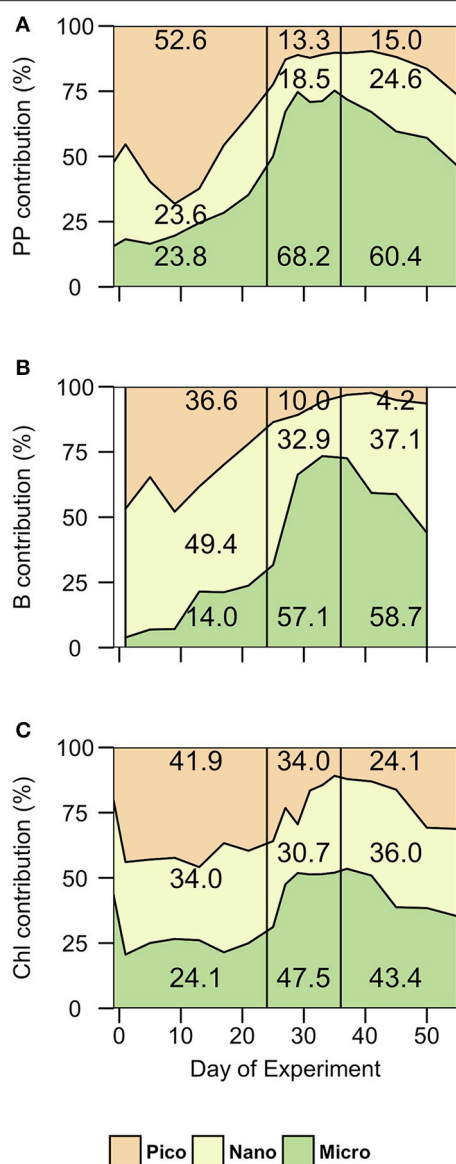 A
PP contribution (%)
100
75
50
25
0
52.6 13.3 15.0
18.5 24.6
23.6
23.8 68.2 60.4
B
B contribution (%)
100
75
50
25
0
36.6 10.0 4.2
32.9 37.1
49.4
14.0 57.1 58.7
C
Chl contribution (%)
100
75
50
25
0
41.9 34.0 24.1
30.7 36.0
34.0
24.1 47.5 43.4
0 10 20 30 40 50
Day of Experiment
Pico Nano Micro